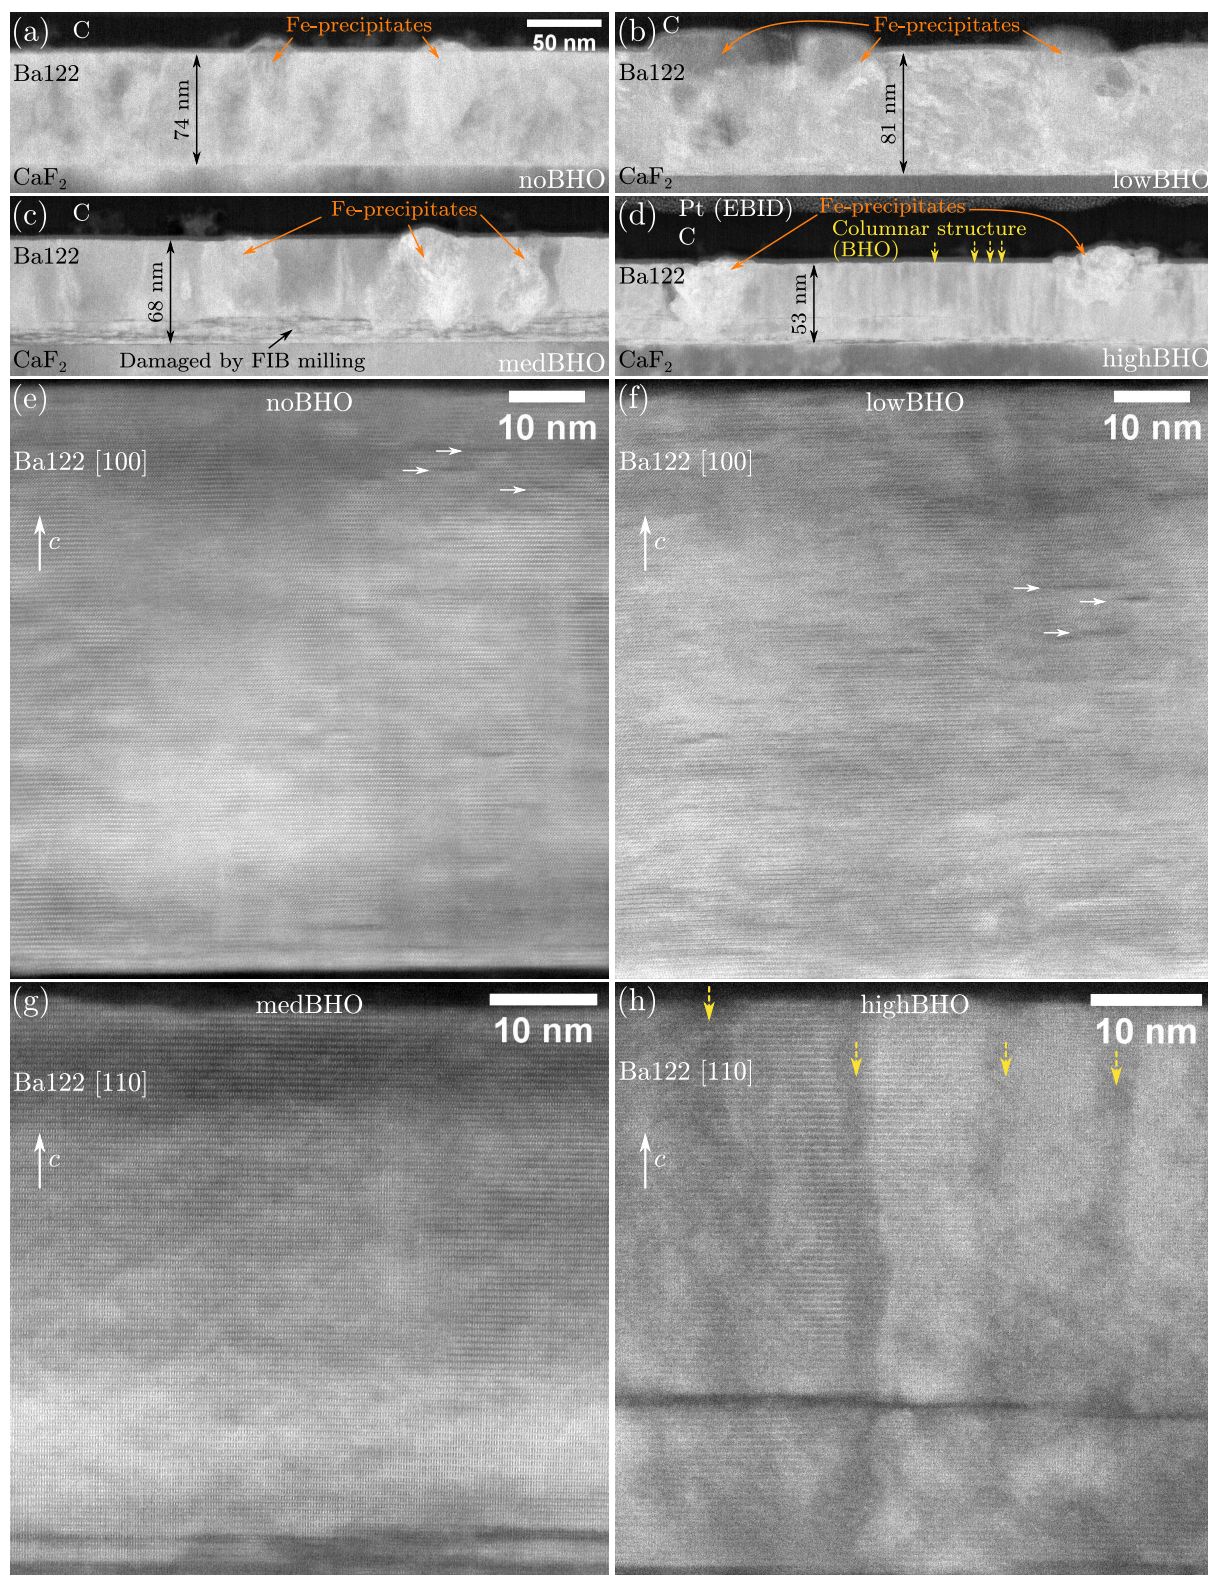 (a)
C
Fe-precipitates
50 nm
Ba122
74 nm
CaF₂
noBHO
(b)
C
Fe-precipitates
Ba122
81 nm
CaF₂
lowBHO
(c)
C
Fe-precipitates
Ba122
68 nm
Damaged by FIB milling
CaF₂
medBHO
(d)
Pt (EBID)
Fe-precipitates
C
Columnar structure
(BHO)
Ba122
53 nm
CaF₂
highBHO
(e)
noBHO
10 nm
Ba122 [100]
c
(f)
lowBHO
10 nm
Ba122 [100]
c
(g)
medBHO
10 nm
Ba122 [110]
c
(h)
highBHO
10 nm
Ba122 [110]
c